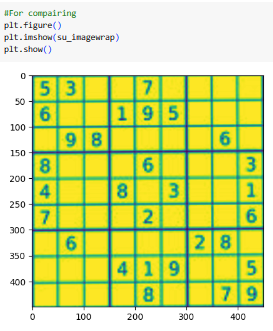 #For compairing
plt.figure()
plt.imshow(su_imagewrap)
plt.show()
0
5 3 7
50
6 1 9 5
100
9 8 6
150
8 6 3
200
4 8 3 1
250
7 2 6
300
6 2 8
350
4 1 9 5
400
8 7 9
0 100 200 300 400